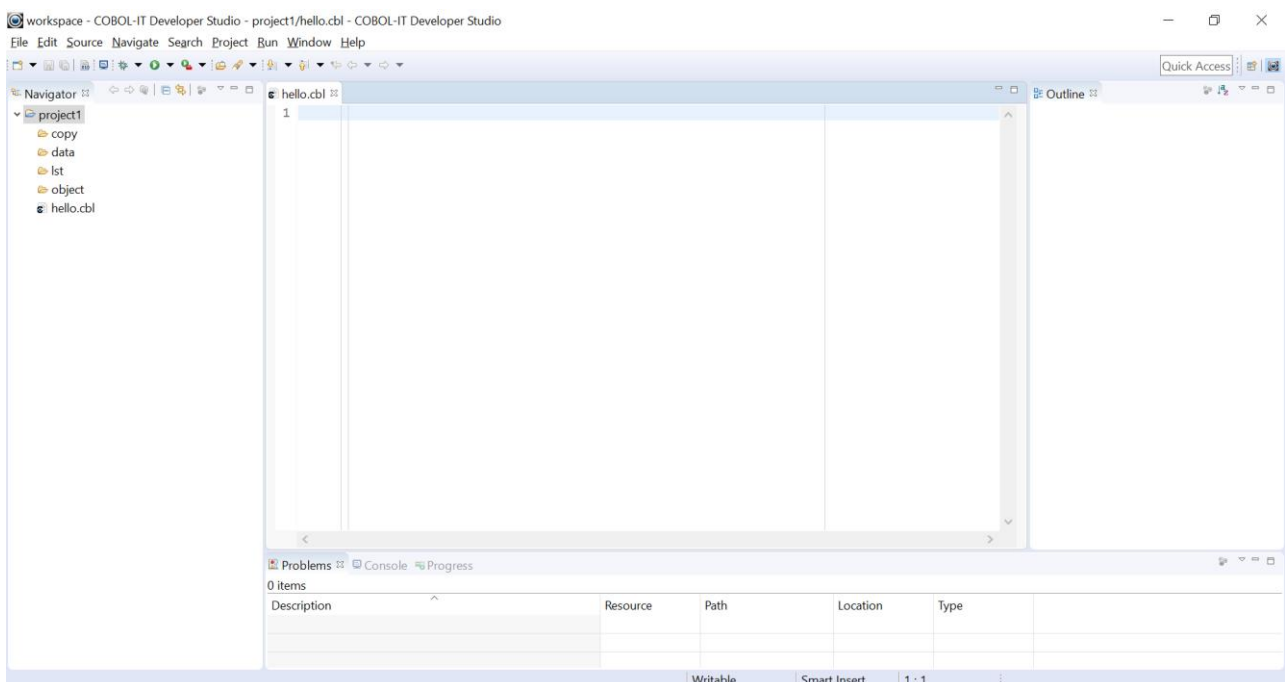 workspace - COBOL-IT Developer Studio - project1/hello.cbl - COBOL-IT Developer Studio
File Edit Source Navigate Search Project Run Window Help
Quick Access
Navigator
hello.cbl
Outline
project1
1
copy
data
lst
object
hello.cbl
Problems Console Progress
0 items
Description Resource Path Location Type
Writable Smart Insert 1 : 1